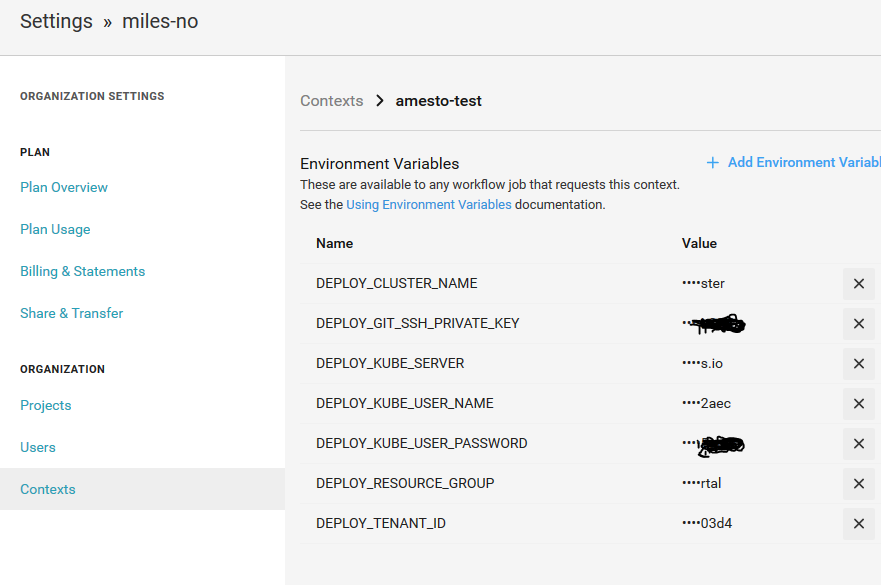 Settings » miles-no
ORGANIZATION SETTINGS
PLAN
Plan Overview
Plan Usage
Billing & Statements
Share & Transfer
ORGANIZATION
Projects
Users
Contexts
Contexts > amesto-test
Environment Variables
+ Add Environment Variabl
These are available to any workflow job that requests this context.
See the Using Environment Variables documentation.
Name Value
DEPLOY_CLUSTER_NAME ••••ster ×
DEPLOY_GIT_SSH_PRIVATE_KEY •• ×
DEPLOY_KUBE_SERVER ••••s.io ×
DEPLOY_KUBE_USER_NAME ••••2aec ×
DEPLOY_KUBE_USER_PASSWORD ••• ×
DEPLOY_RESOURCE_GROUP ••••rtal ×
DEPLOY_TENANT_ID ••••03d4 ×